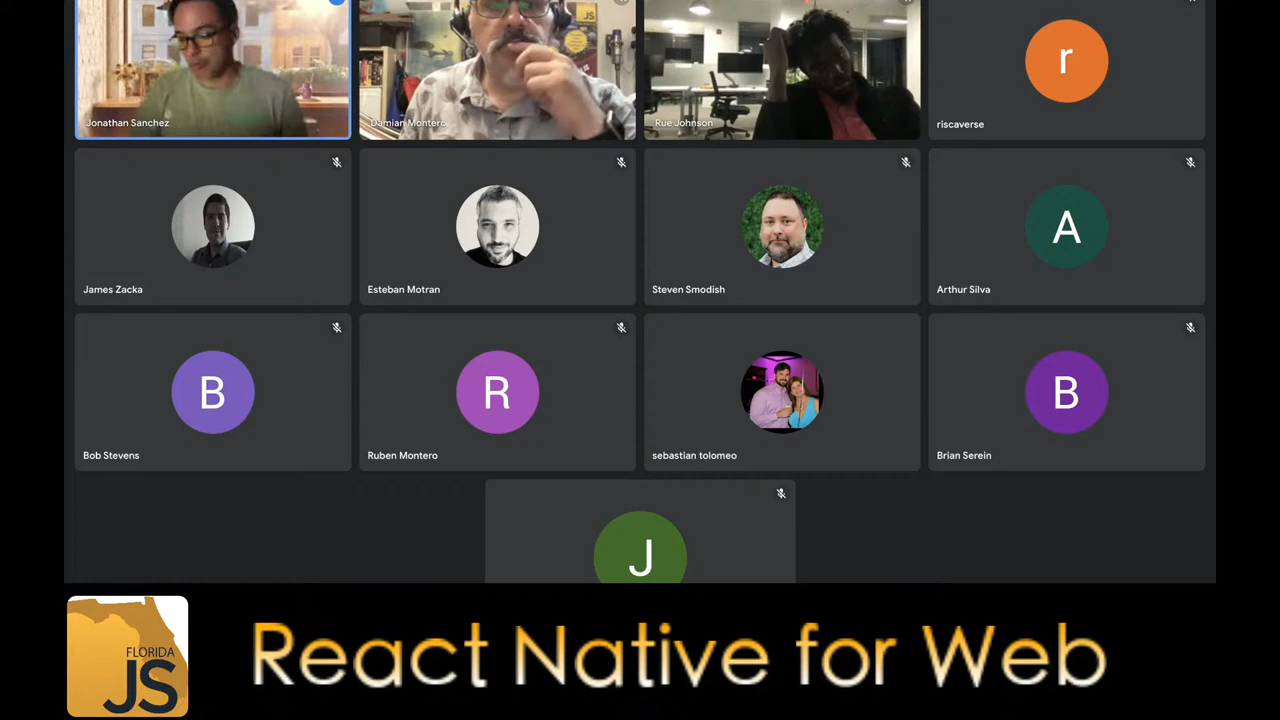 JS
Jonathan Sanchez
Damian Montero
Rue Johnson
r
riscaverse
James Zacka
Esteban Motran
Steven Smodish
A
Arthur Silva
B
Bob Stevens
R
Ruben Montero
sebastian tolomeo
B
Brian Serein
J
FLORIDA
JS
React Native for Web